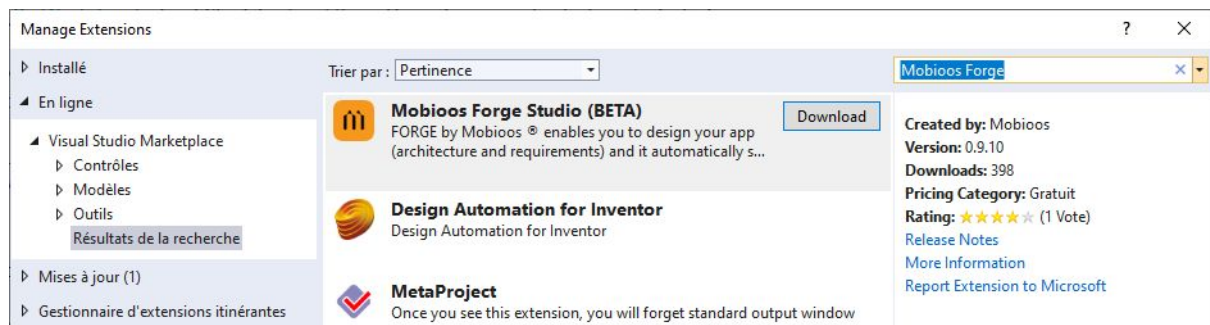 Manage Extensions
?
Installé
En ligne
Visual Studio Marketplace
Contrôles
Modèles
Outils
Résultats de la recherche
Mises à jour (1)
Gestionnaire d'extensions itinérantes
Trier par : Pertinence
Mobioos Forge Studio (BETA)
Download
FORGE by Mobioos ® enables you to design your app
(architecture and requirements) and it automatically s...
Design Automation for Inventor
Design Automation for Inventor
MetaProject
Once you see this extension, you will forget standard output window
Mobioos Forge
Created by: Mobioos
Version: 0.9.10
Downloads: 398
Pricing Category: Gratuit
Rating: ★★★★☆ (1 Vote)
Release Notes
More Information
Report Extension to Microsoft